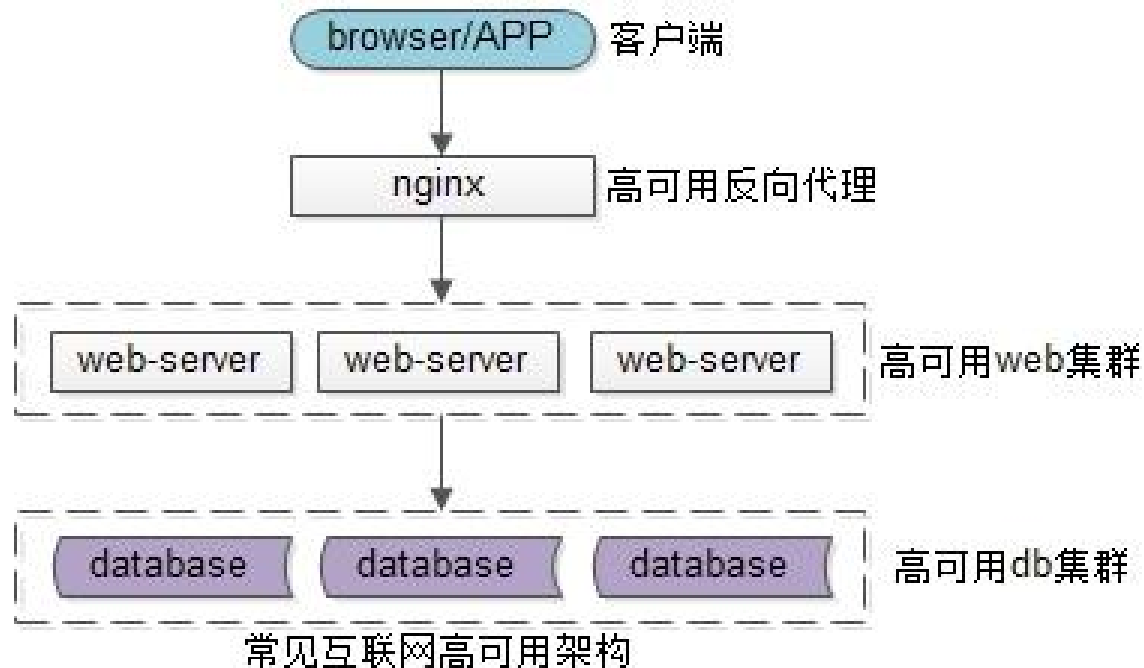 browser/APP 客户端
nginx 高可用反向代理
web-server web-server web-server 高可用web集群
database database database 高可用db集群
常见互联网高可用架构